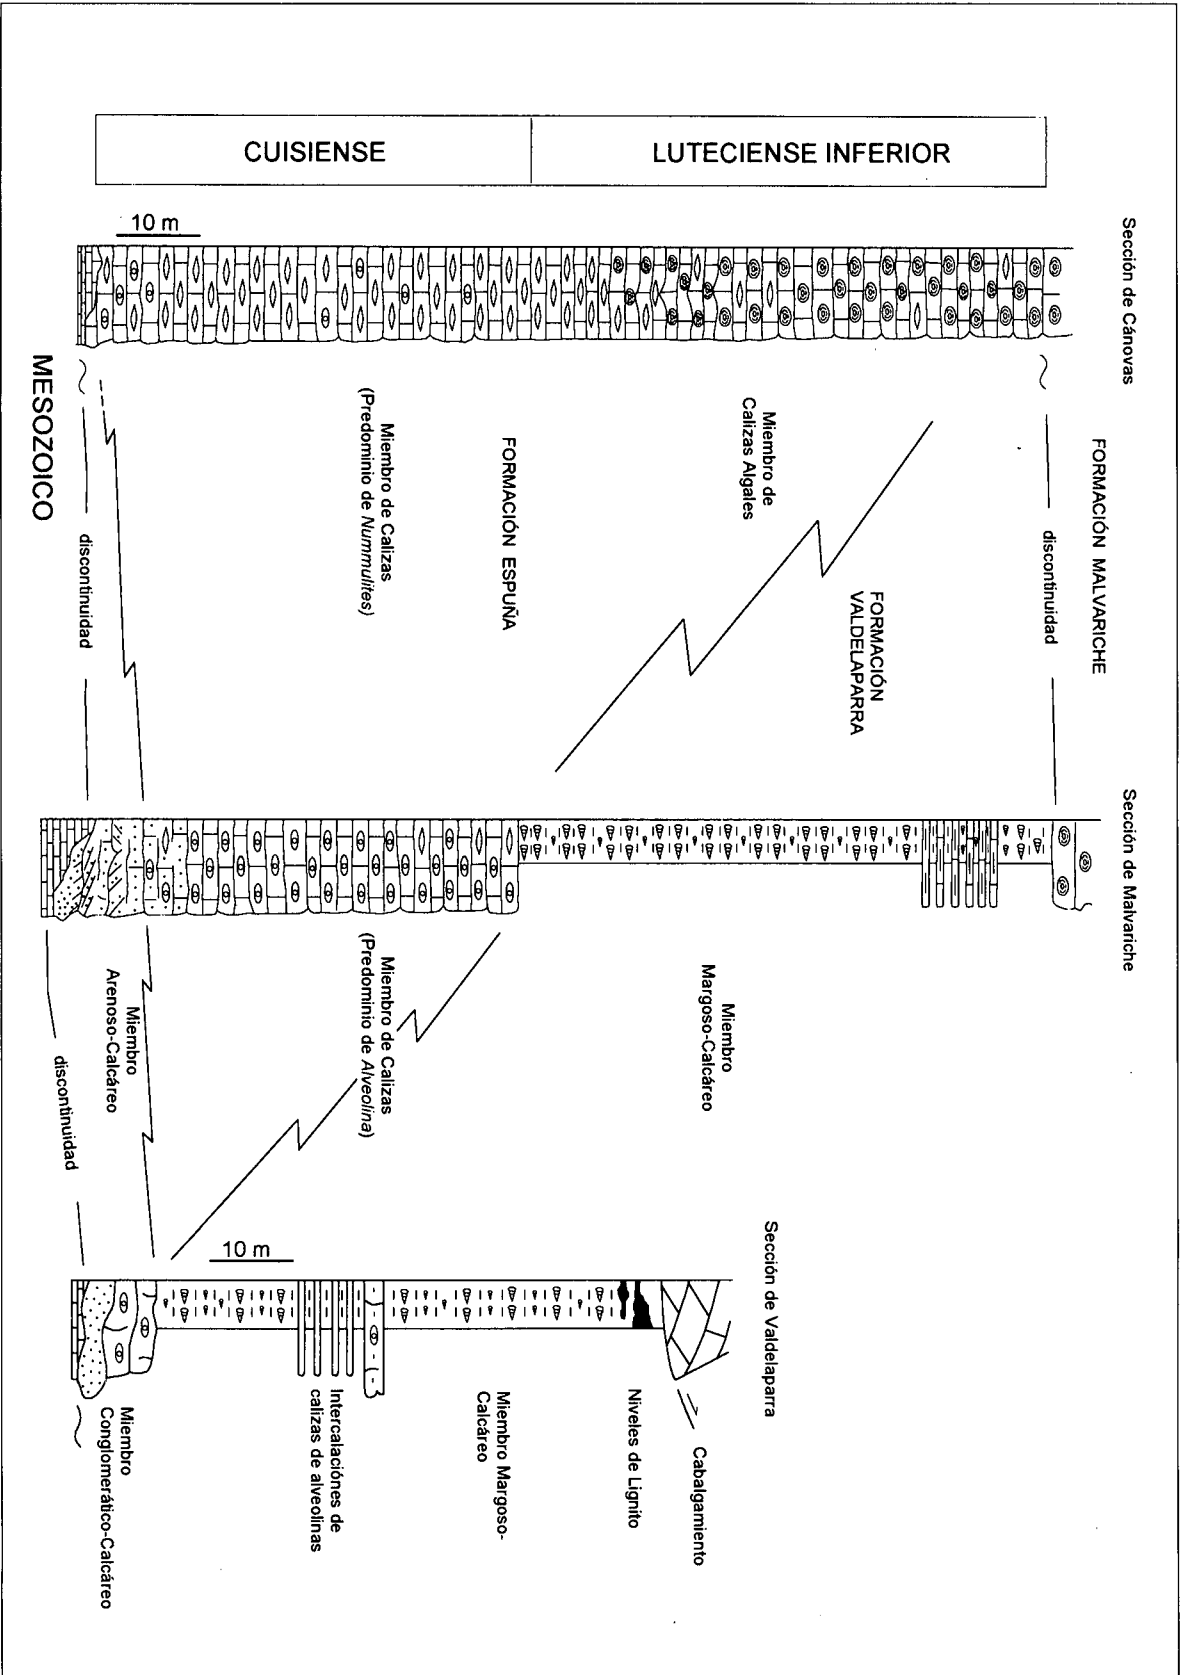 CUISIENSE
LUTECIENSE INFERIOR
10 m
Sección de Cánovas
FORMACIÓN MALVARICHE
discontinuidad
Miembro de
Calizas Algales
FORMACIÓN
VALDELAPARRA
FORMACIÓN ESPUÑA
Miembro de Calizas
(Predominio de Nummulites)
discontinuidad
MESOZOICO
Sección de Malvariche
Miembro
Margoso-Calcáreo
Miembro de Calizas
(Predominio de Alveolina)
Miembro
Arenoso-Calcáreo
discontinuidad
10 m
Sección de Valdelaparra
Cabalgamiento
Niveles de Lignito
Miembro Margoso-
Calcáreo
Intercalaciónes de
calizas de alveolinas
Miembro
Conglomerático-Calcáreo